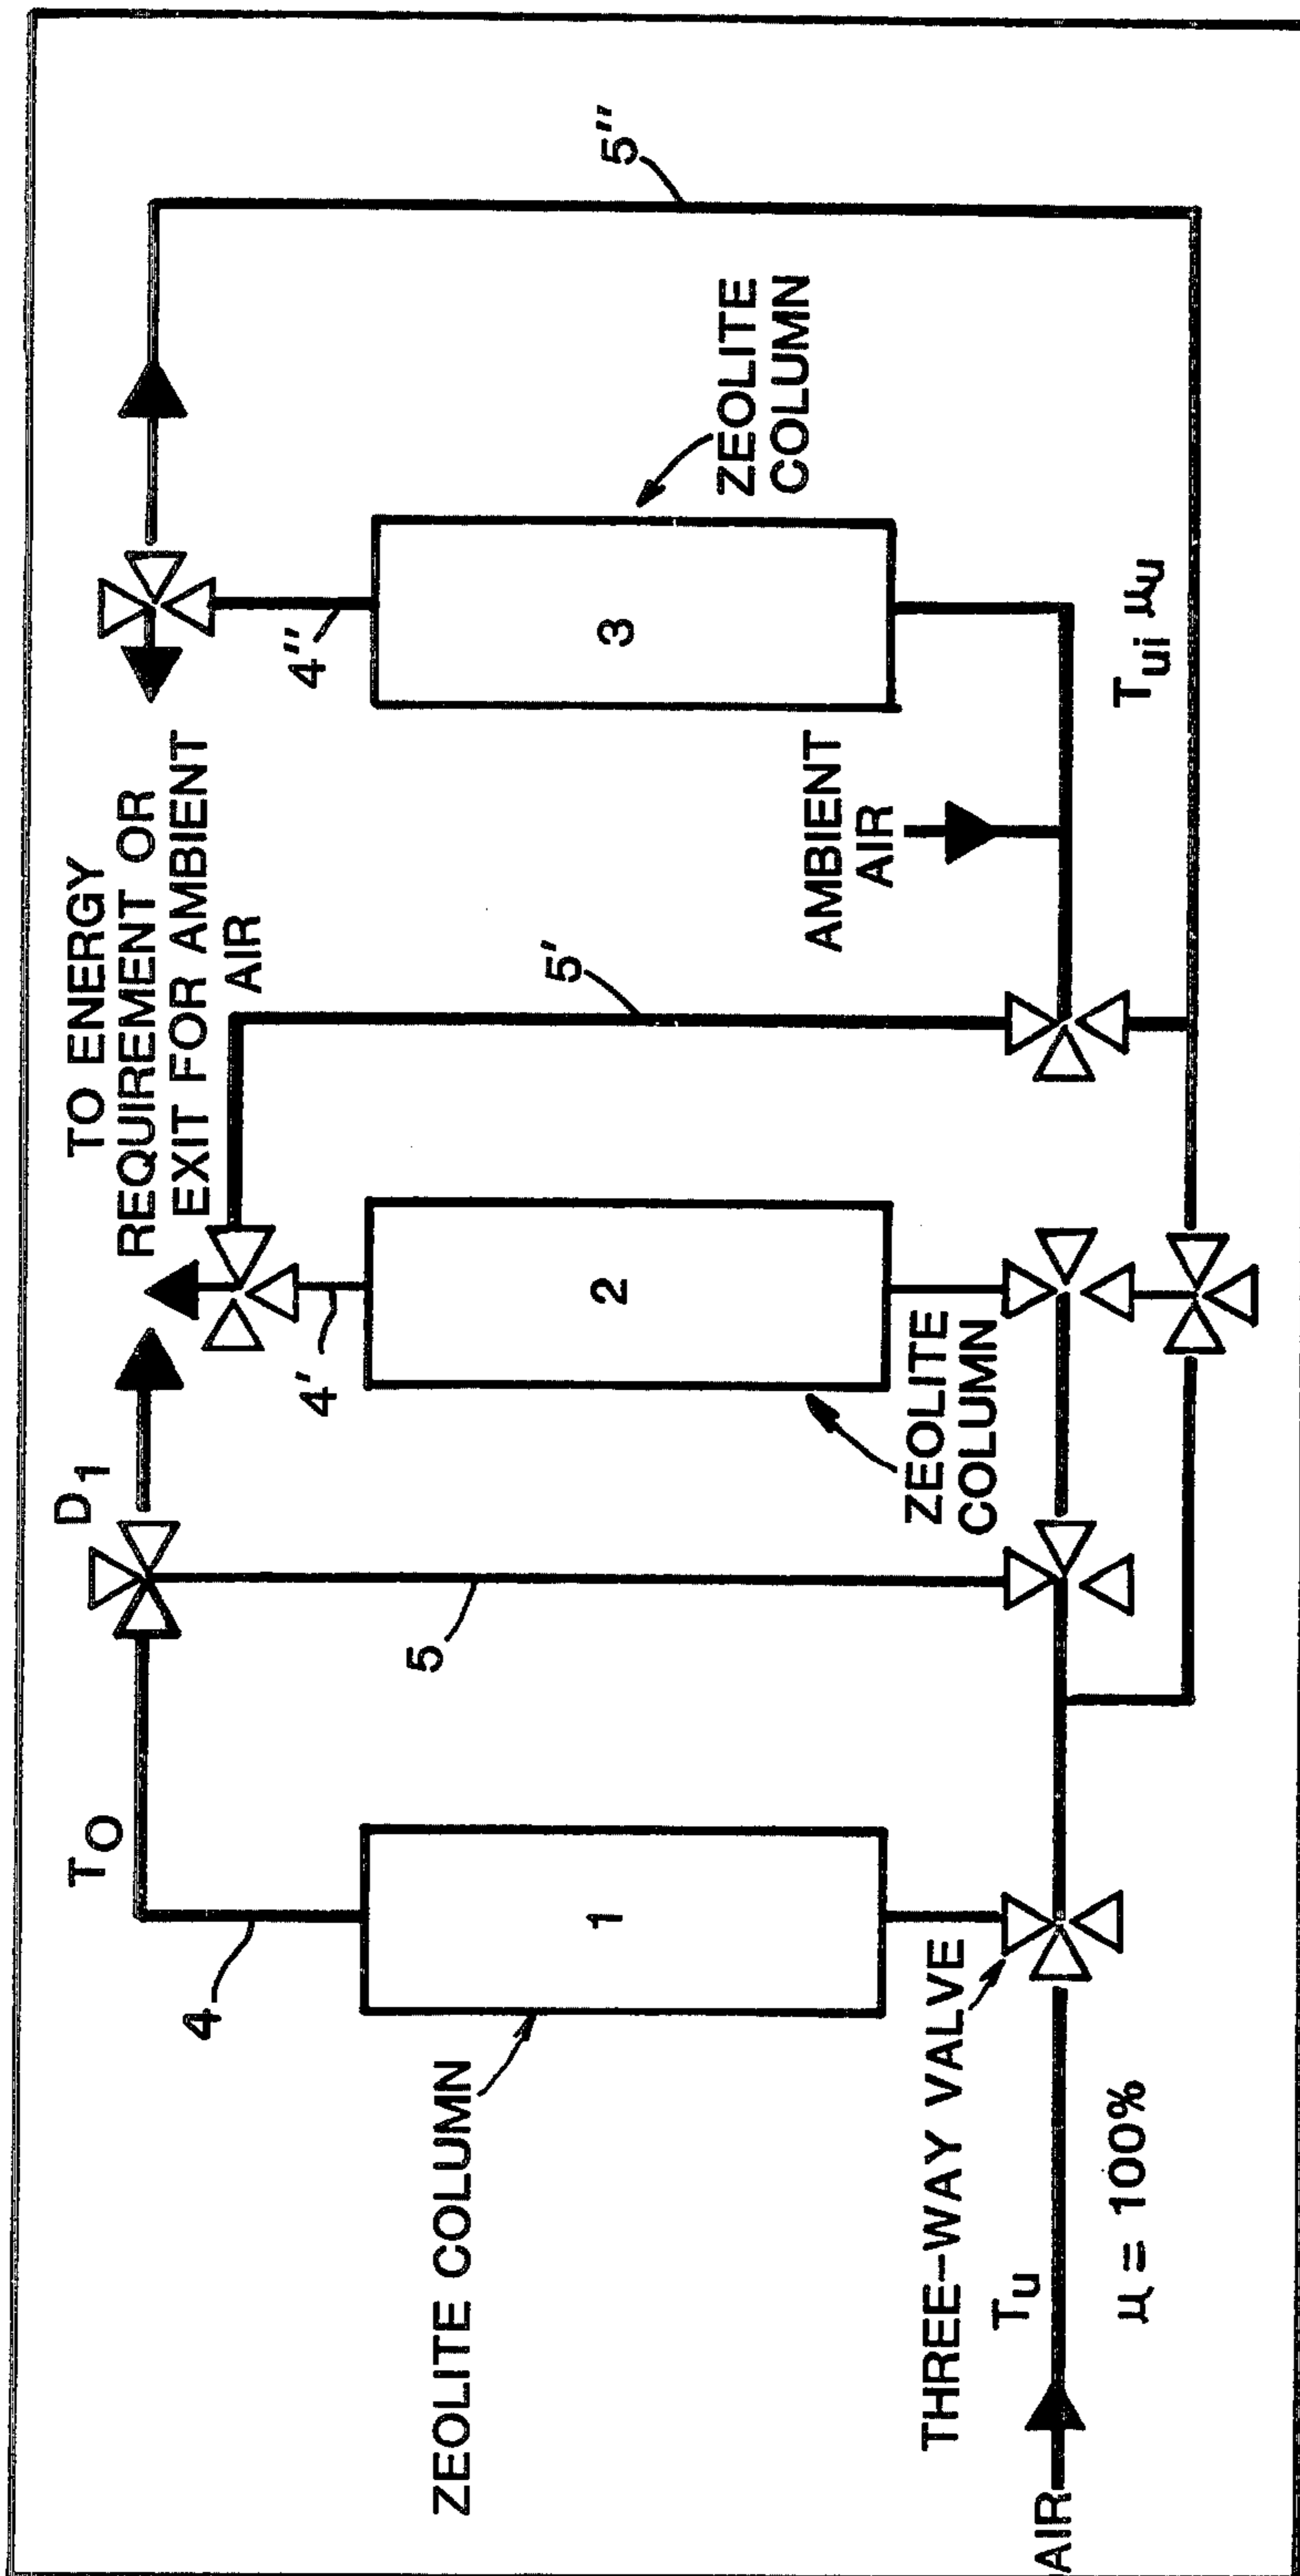 T₀
D₁
TO ENERGY
REQUIREMENT OR
EXIT FOR AMBIENT
AIR
4
5
4'
5'
4''
5''
ZEOLITE COLUMN
1
2
3
ZEOLITE
COLUMN
ZEOLITE
COLUMN
AMBIENT
AIR
THREE-WAY VALVE
AIR
Tᵤ
μ = 100%
Tᵤᵢ μᵤ